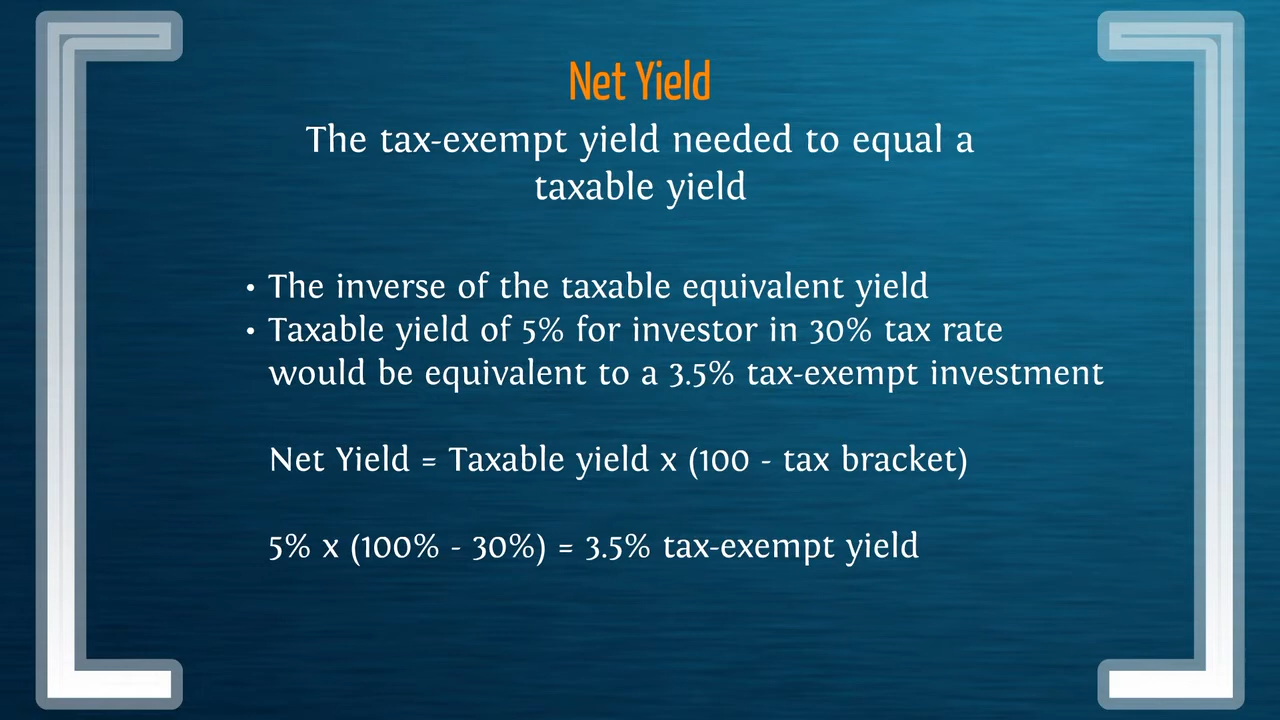 Net Yield
The tax-exempt yield needed to equal a
taxable yield
• The inverse of the taxable equivalent yield
• Taxable yield of 5% for investor in 30% tax rate
would be equivalent to a 3.5% tax-exempt investment
Net Yield = Taxable yield x (100 - tax bracket)
5% x (100% - 30%) = 3.5% tax-exempt yield